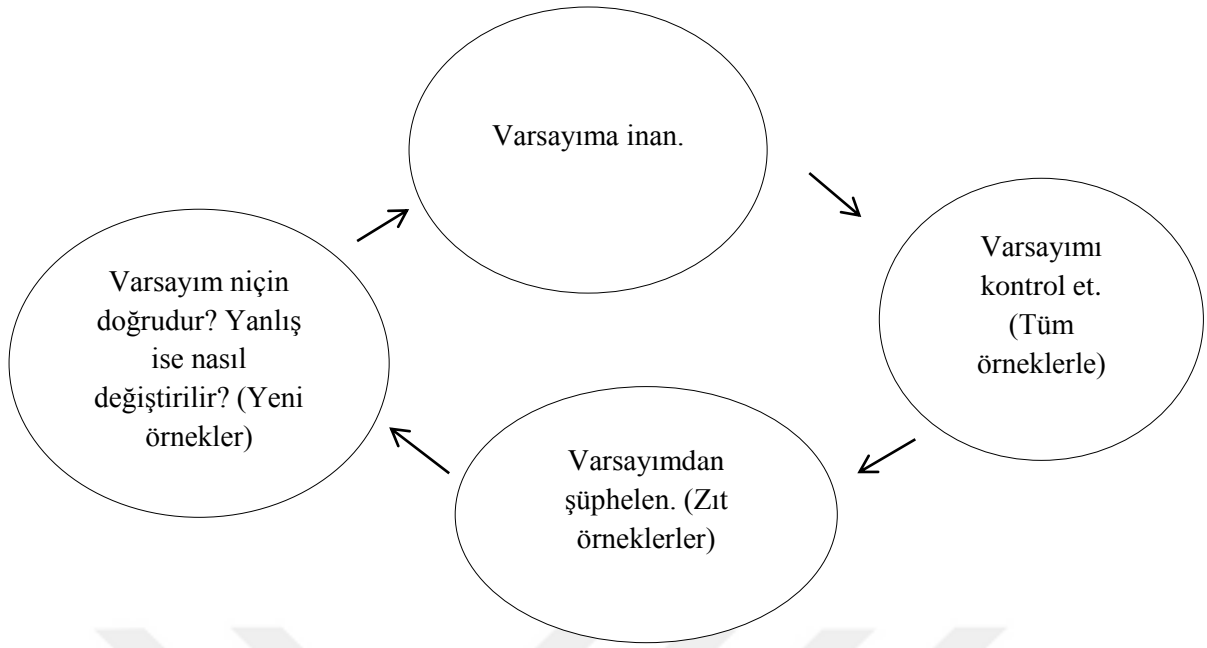 Varsayıma inan.
Varsayımı
kontrol et.
(Tüm
örneklerle)
Varsayımdan
şüphelen. (Zıt
örneklerler)
Varsayım niçin
doğrudur? Yanlış
ise nasıl
değiştirilir? (Yeni
örnekler)